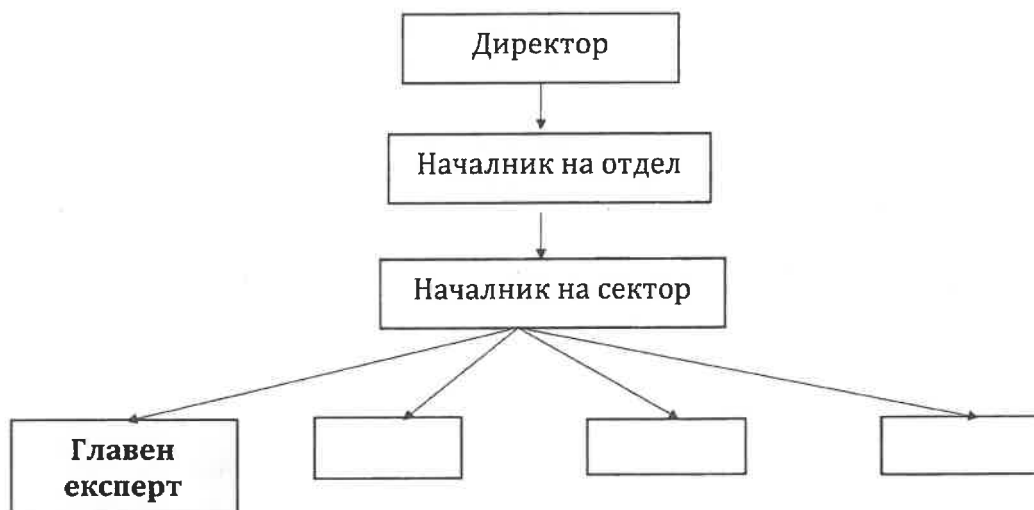 Директор
Началник на отдел
Началник на сектор
Главен
експерт